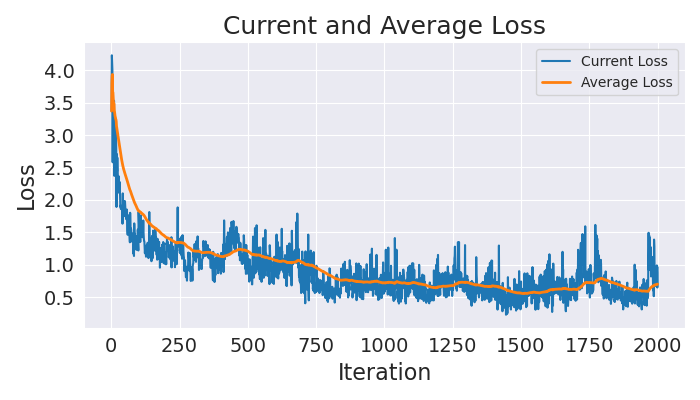 Current and Average Loss
Current Loss
Average Loss
Loss
4.0
3.5
3.0
2.5
2.0
1.5
1.0
0.5
0 250 500 750 1000 1250 1500 1750 2000
Iteration